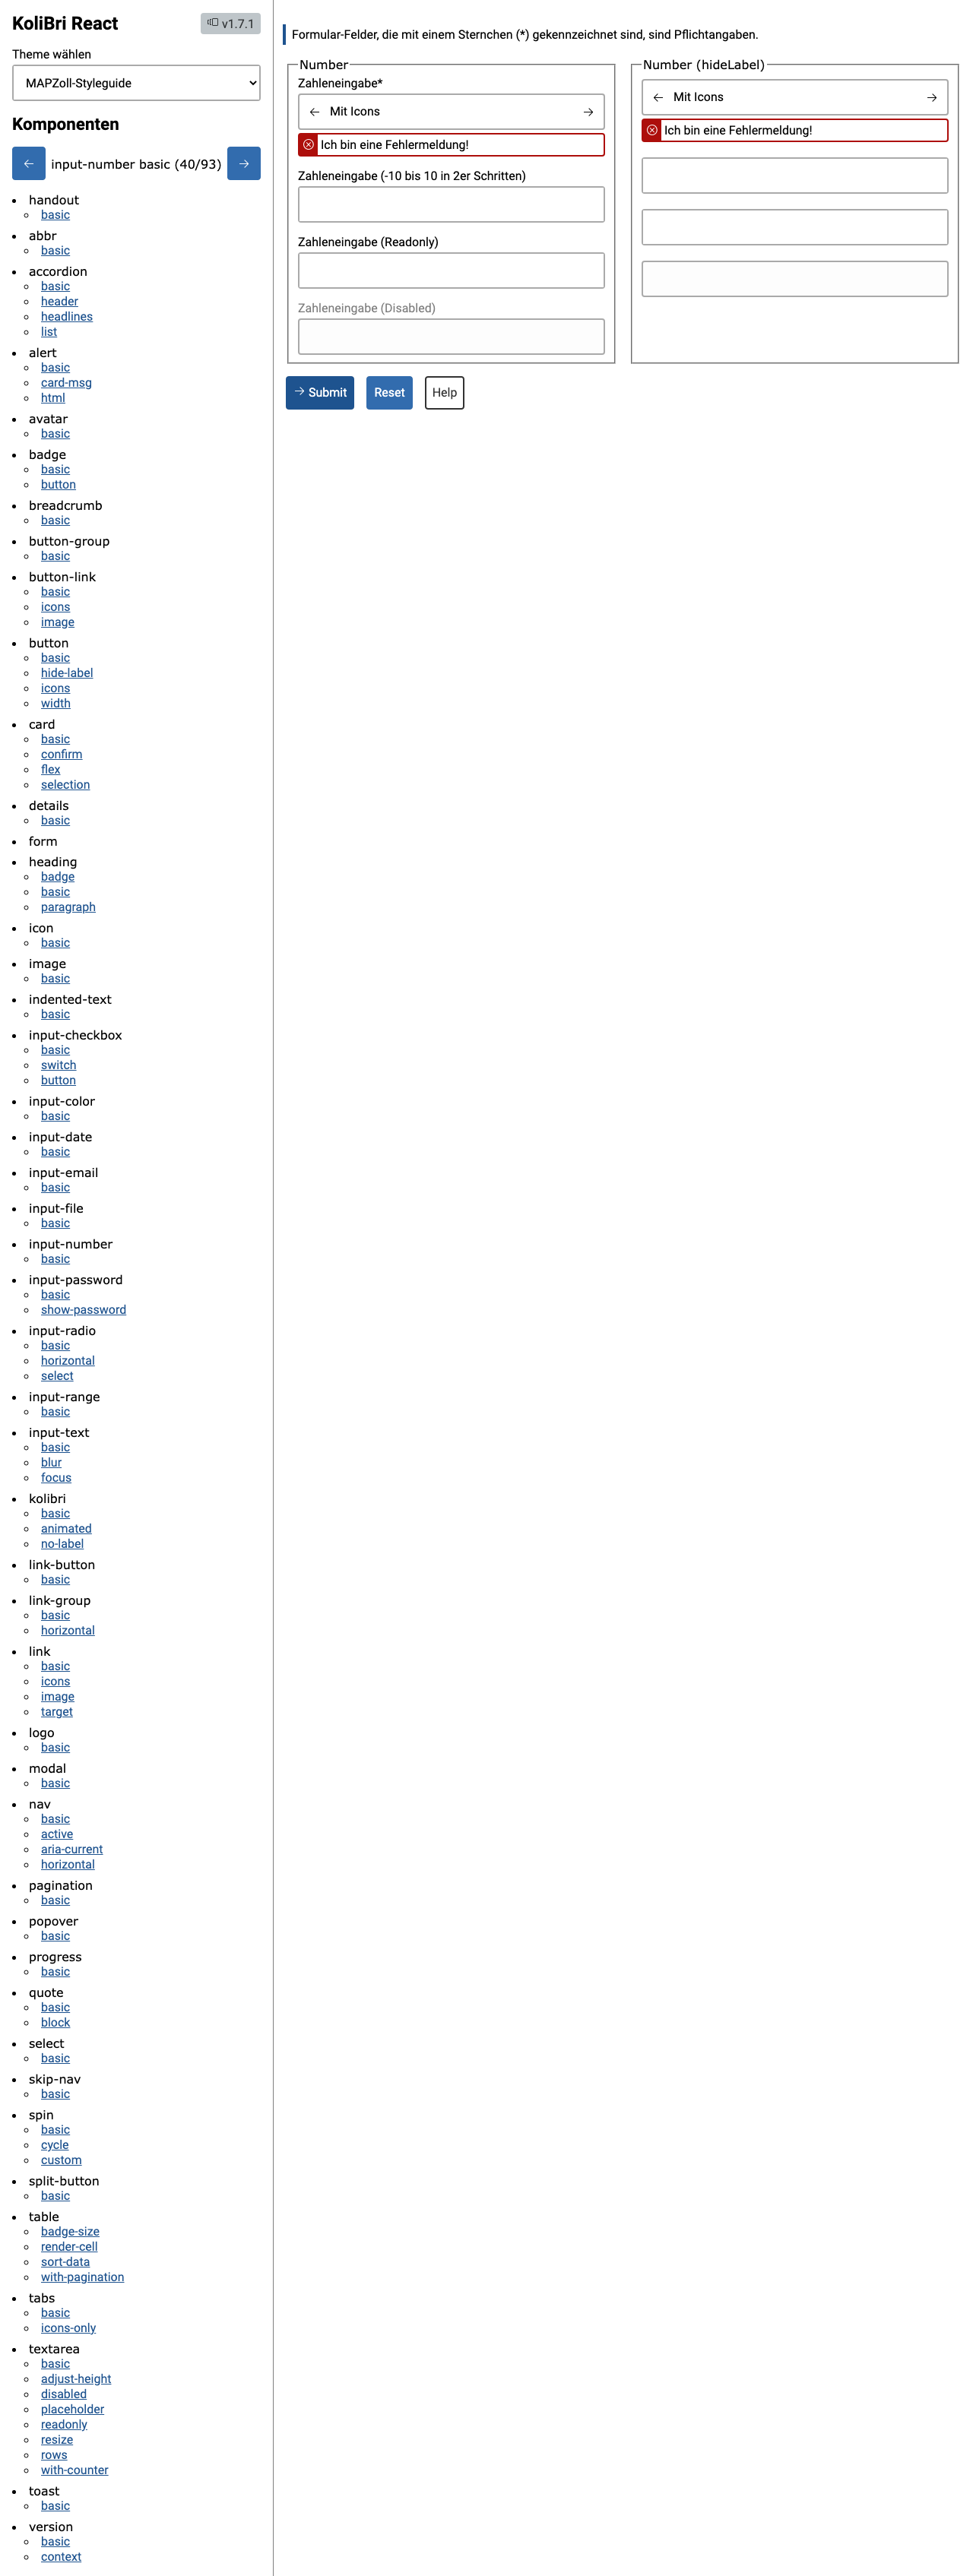 KoliBri React
v1.7.1
Theme wählen
MAPZoll-Styleguide
Komponenten
input-number basic (40/93)
handout
basic
abbr
basic
accordion
basic
header
headlines
list
alert
basic
card-msg
html
avatar
basic
badge
basic
button
breadcrumb
basic
button-group
basic
button-link
basic
icons
image
button
basic
hide-label
icons
width
card
basic
confirm
flex
selection
details
basic
form
heading
badge
basic
paragraph
icon
basic
image
basic
indented-text
basic
input-checkbox
basic
switch
button
input-color
basic
input-date
basic
input-email
basic
input-file
basic
input-number
basic
input-password
basic
show-password
input-radio
basic
horizontal
select
input-range
basic
input-text
basic
blur
focus
kolibri
basic
animated
no-label
link-button
basic
link-group
basic
horizontal
link
basic
icons
image
target
logo
basic
modal
basic
nav
basic
active
aria-current
horizontal
pagination
basic
popover
basic
progress
basic
quote
basic
block
select
basic
skip-nav
basic
spin
basic
cycle
custom
split-button
basic
table
badge-size
render-cell
sort-data
with-pagination
tabs
basic
icons-only
textarea
basic
adjust-height
disabled
placeholder
readonly
resize
rows
with-counter
toast
basic
version
basic
context
Formular-Felder, die mit einem Sternchen (*) gekennzeichnet sind, sind Pflichtangaben.
Number
Zahleneingabe*
Mit Icons
Ich bin eine Fehlermeldung!
Zahleneingabe (-10 bis 10 in 2er Schritten)
Zahleneingabe (Readonly)
Zahleneingabe (Disabled)
Number (hideLabel)
Mit Icons
Ich bin eine Fehlermeldung!
Submit
Reset
Help